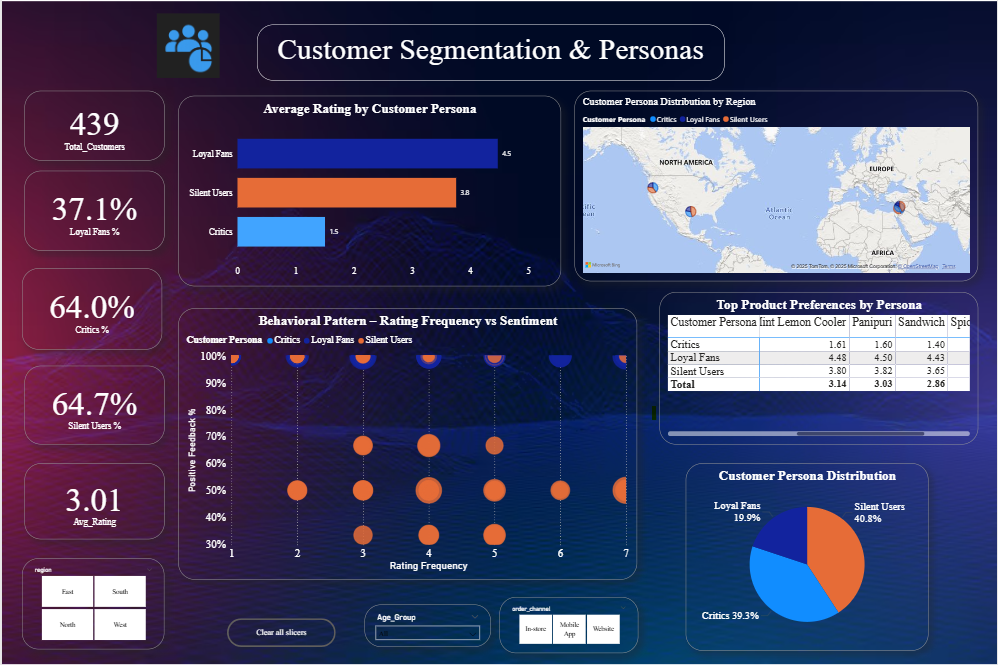 Customer Segmentation & Personas
439
Total_Customers
37.1%
Loyal Fans %
64.0%
Critics %
64.7%
Silent Users %
3.01
Avg_Rating
region
East South
North West
Average Rating by Customer Persona
Loyal Fans 4.5
Silent Users 3.8
Critics 1.5
0 1 2 3 4 5
Customer Persona Distribution by Region
Customer Persona Critics Loyal Fans Silent Users
NORTH AMERICA
EUROPE
Atlantic
Ocean
AFRICA
Microsoft Bing
© 2025 TomTom, © 2025 Microsoft Corporation, © OpenStreetMap Terms
Behavioral Pattern – Rating Frequency vs Sentiment
Customer Persona Critics Loyal Fans Silent Users
Positive Feedback %
100%
90%
80%
70%
60%
50%
40%
30%
1 2 3 4 5 6 7
Rating Frequency
Top Product Preferences by Persona
Customer Persona int Lemon Cooler Panipuri Sandwich Spic
Critics 1.61 1.60 1.40
Loyal Fans 4.48 4.50 4.43
Silent Users 3.80 3.82 3.65
Total 3.14 3.03 2.86
Customer Persona Distribution
Loyal Fans
19.9%
Silent Users
40.8%
Critics 39.3%
Clear all slicers
Age_Group
All
order_channel
In-store Mobile App Website